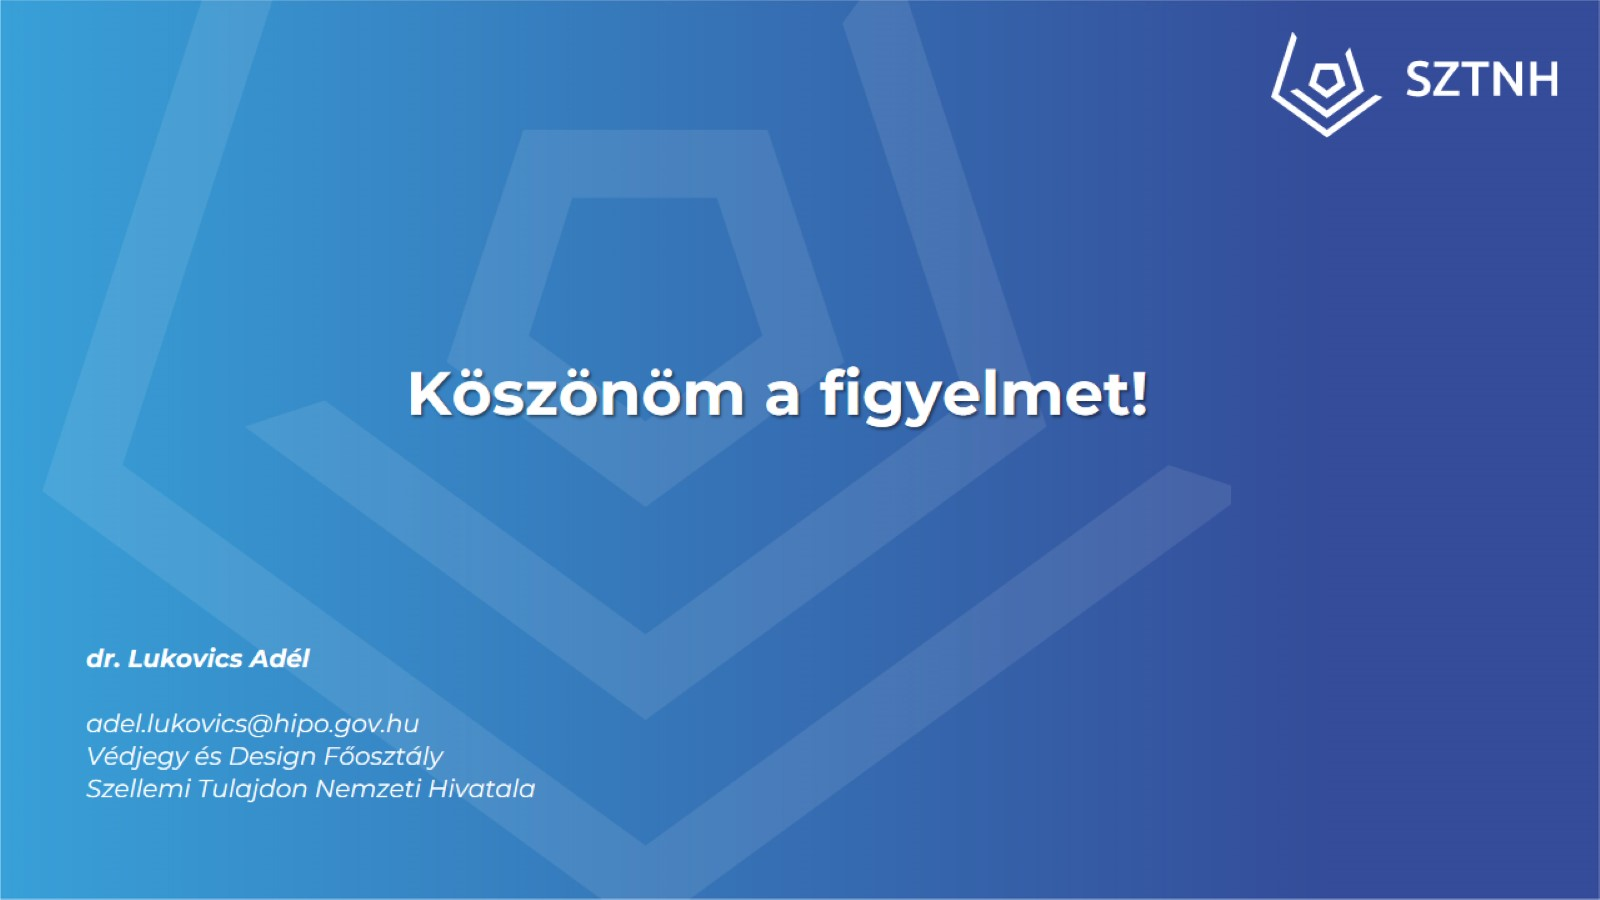 SZTNH
Köszönöm a figyelmet!
dr. Lukovics Adél
adel.lukovics@hipo.gov.hu
Védjegy és Design Főosztály
Szellemi Tulajdon Nemzeti Hivatala